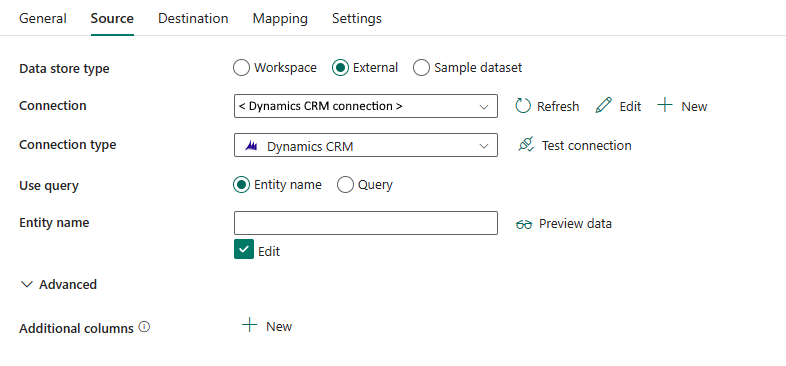 General Source Destination Mapping Settings
Data store type Workspace External Sample dataset
Connection < Dynamics CRM connection > Refresh Edit New
Connection type Dynamics CRM Test connection
Use query Entity name Query
Entity name Preview data
Edit
Advanced
Additional columns New